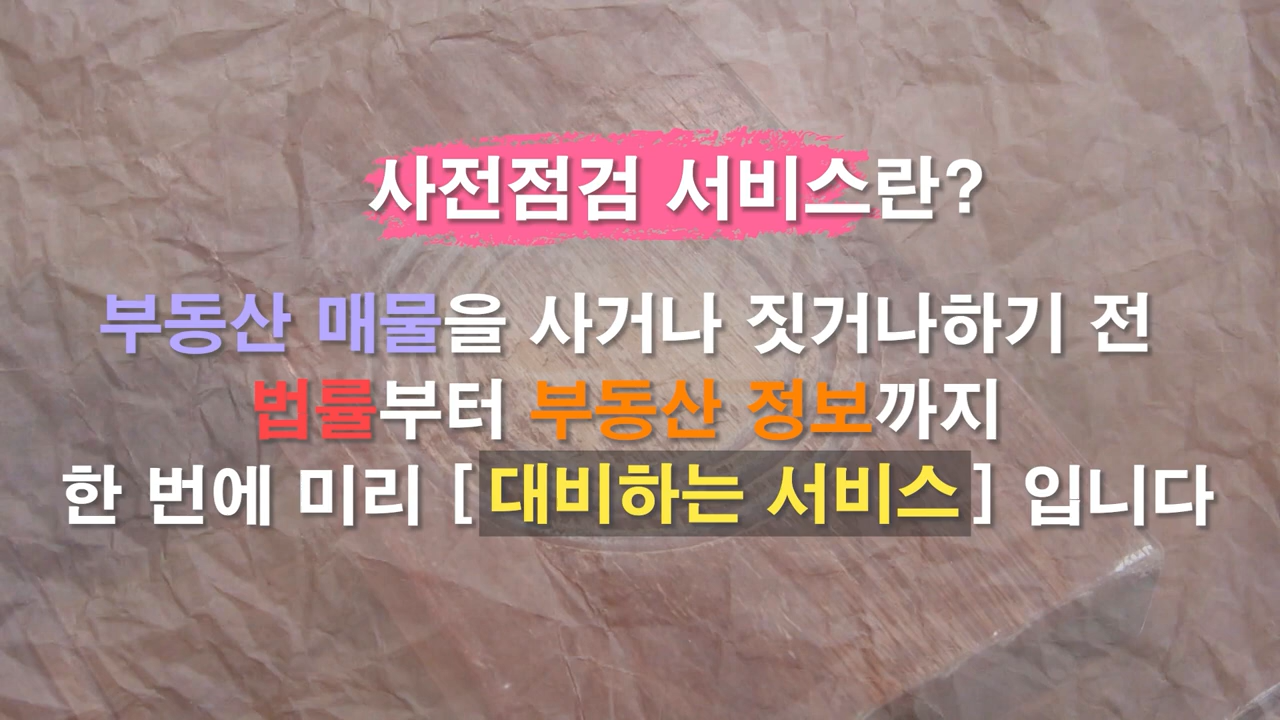 사전점검 서비스란?
부동산 매물을 사거나 짓거나하기 전
법률부터 부동산 정보까지
한 번에 미리 [대비하는 서비스] 입니다